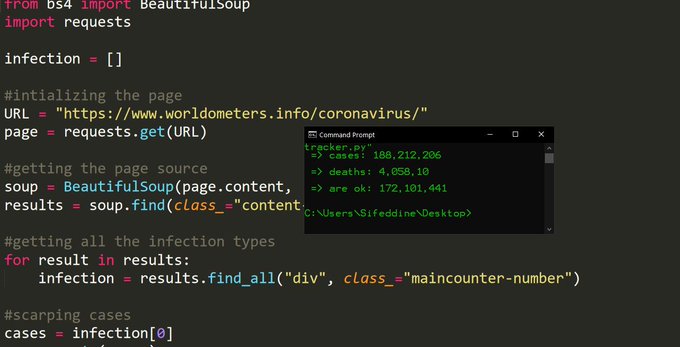 from bs4 import BeautifulSoup
import requests
infection = []
#intializing the page
URL = "https://www.worldometers.info/coronavirus/"
page = requests.get(URL)
#getting the page source
soup = BeautifulSoup(page.content,
results = soup.find(class_="content-
#getting all the infection types
for result in results:
infection = results.find_all("div", class_="maincounter-number")
#scarping cases
cases = infection[0]
Command Prompt
tracker.py"
=> cases: 188,212,206
=> deaths: 4,058,10
=> are ok: 172,101,441
C:\Users\Sifeddine\Desktop>